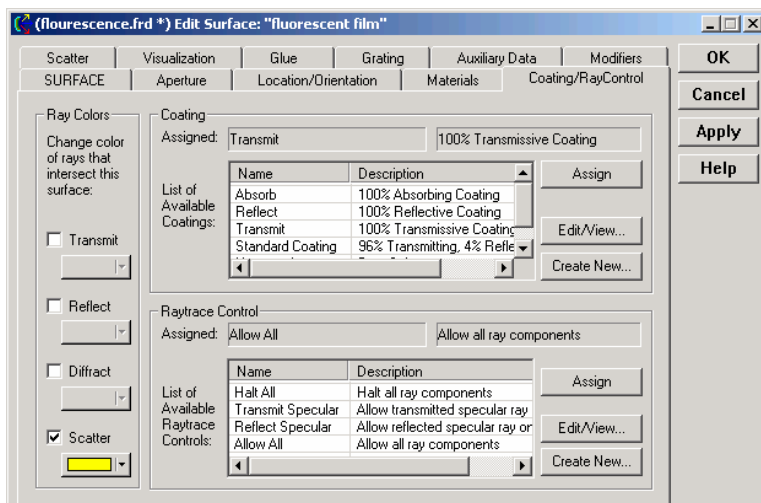 (flourescence.frd *) Edit Surface: "fluorescent film"
Scatter Visualization Glue Grating Auxiliary Data Modifiers
SURFACE Aperture Location/Orientation Materials Coating/RayControl
OK
Cancel
Apply
Help
Ray Colors
Change color
of rays that
intersect this
surface:
Transmit
Reflect
Diffract
Scatter
Coating
Assigned: Transmit 100% Transmissive Coating
List of
Available
Coatings:
Name Description
Absorb 100% Absorbing Coating
Reflect 100% Reflective Coating
Transmit 100% Transmissive Coating
Standard Coating 96% Transmitting, 4% Refle
Assign
Edit/View...
Create New...
Raytrace Control
Assigned: Allow All Allow all ray components
List of
Available
Raytrace
Controls:
Name Description
Halt All Halt all ray components
Transmit Specular Allow transmitted specular ray
Reflect Specular Allow reflected specular ray or
Allow All Allow all ray components
Assign
Edit/View...
Create New...